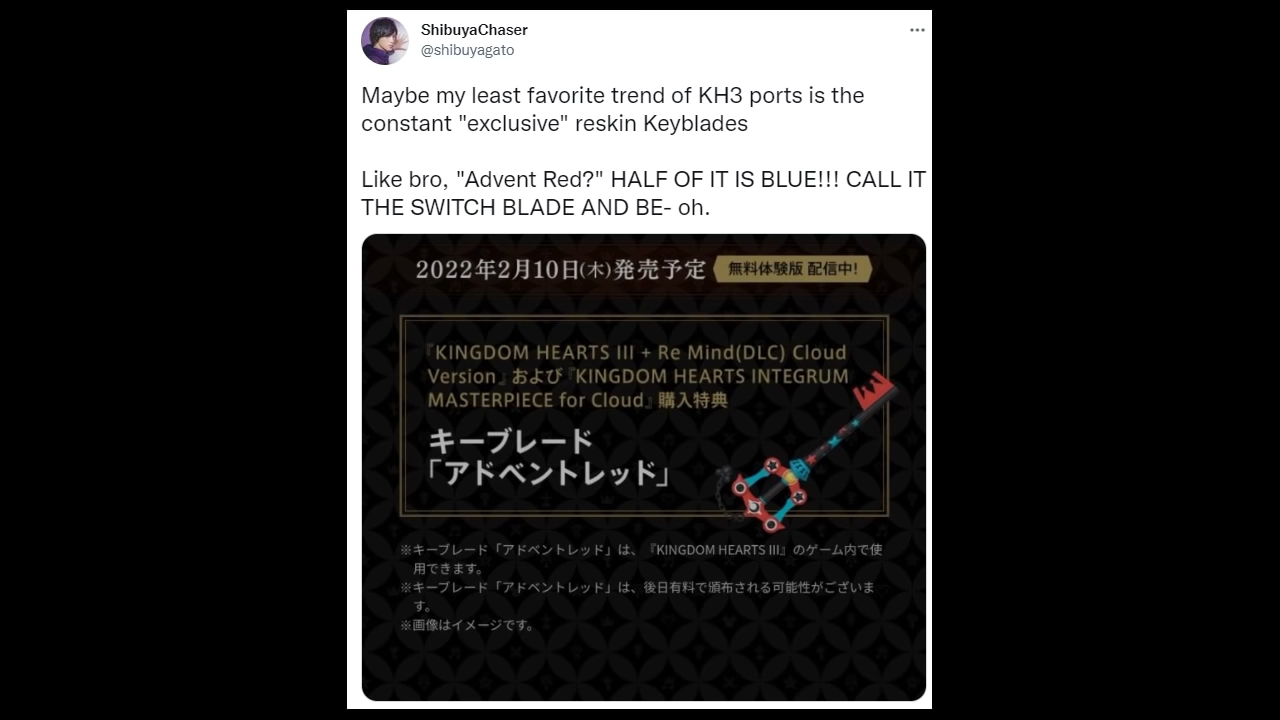 ShibuyaChaser
@shibuyagato
Maybe my least favorite trend of KH3 ports is the
constant "exclusive" reskin Keyblades
Like bro, "Advent Red?" HALF OF IT IS BLUE!!! CALL IT
THE SWITCH BLADE AND BE- oh.
2022年2月10日(木)発売予定 無料体験版 配信中!
『KINGDOM HEARTS III + Re Mind(DLC) Cloud
Version』および『KINGDOM HEARTS INTEGRUM
MASTERPIECE for Cloud』購入特典
キーブレード
「アドベントレッド」
※キーブレード「アドベントレッド」は、『KINGDOM HEARTS III』のゲーム内で使
用できます。
※キーブレード「アドベントレッド」は、後日有料で頒布される可能性がございま
す。
※画像はイメージです。